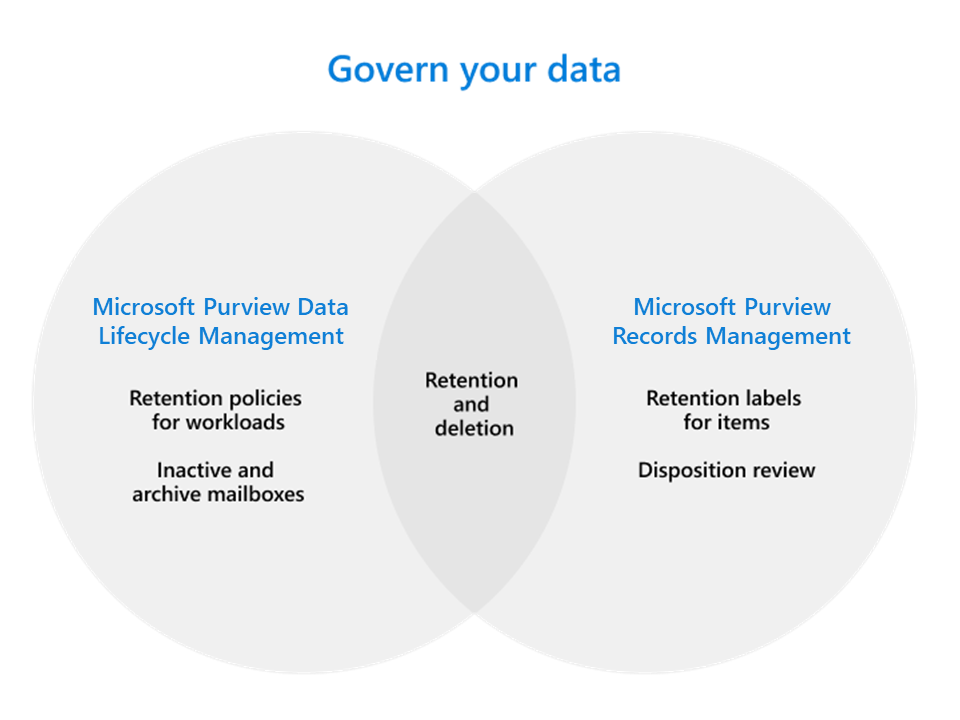 Govern your data
Microsoft Purview Data
Lifecycle Management
Retention policies
for workloads
Inactive and
archive mailboxes
Retention
and
deletion
Microsoft Purview
Records Management
Retention labels
for items
Disposition review